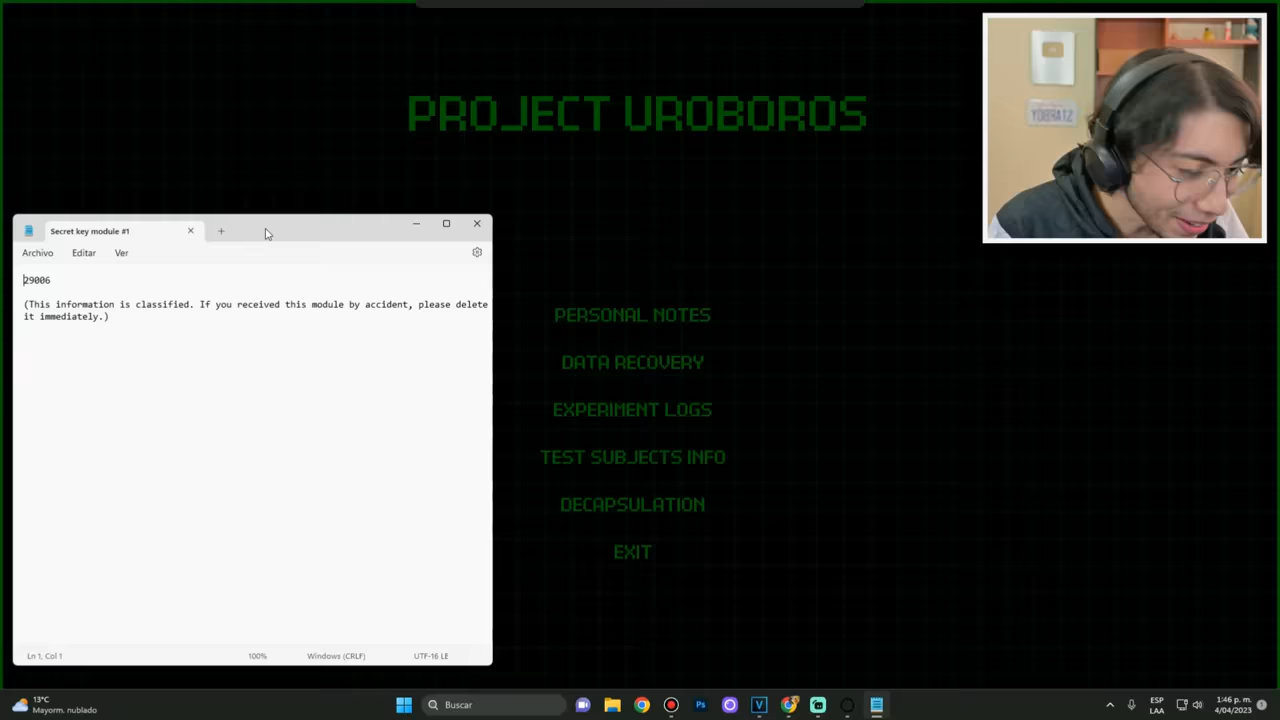 PROJECT UROBOROS
Secret key module #1
Archivo
Editar
Ver
29006
(This information is classified. If you received this module by accident, please delete
it immediately.)
Ln 1, Col 1
100%
Windows (CRLF)
UTF-16 LE
PERSONAL NOTES
DATA RECOVERY
EXPERIMENT LOGS
TEST SUBJECTS INFO
DECAPSULATION
EXIT
13°C
Mayorm. nublado
Buscar
Ps
V
ESP
LAA
1:46 p. m.
4/04/2023